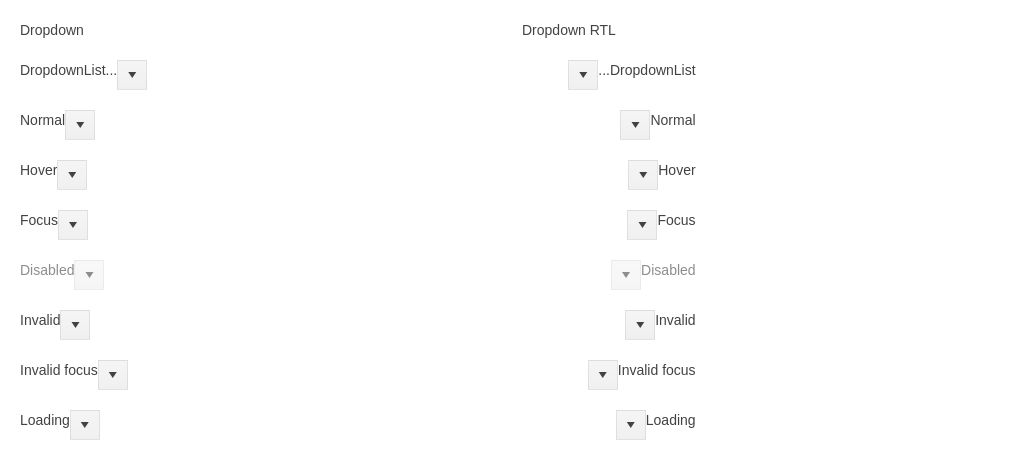 Dropdown
DropdownList...
Normal
Hover
Focus
Disabled
Invalid
Invalid focus
Loading
Dropdown RTL
...DropdownList
Normal
Hover
Focus
Disabled
Invalid
Invalid focus
Loading